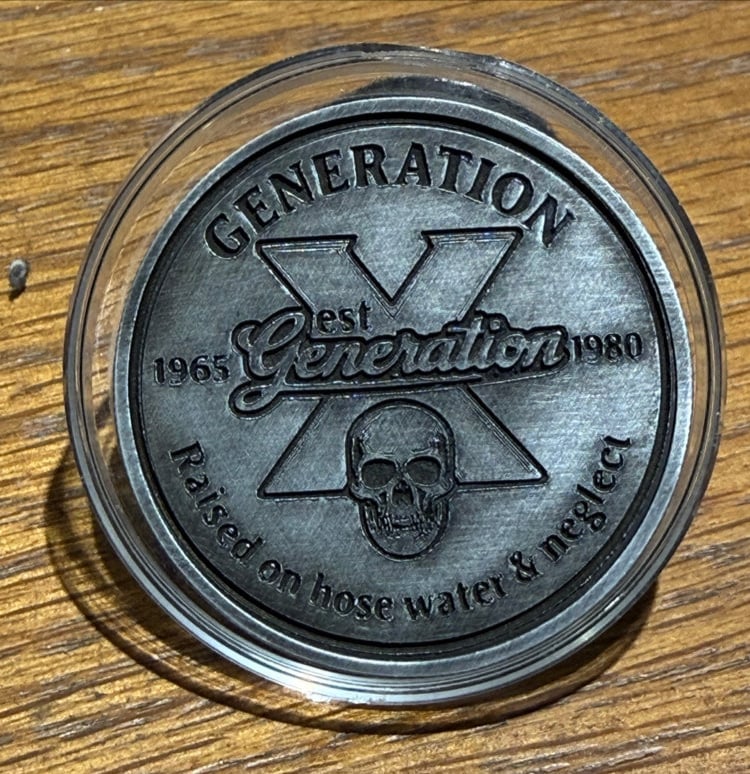 GENERATION
X
est
1965 Generation 1980
Raised on hose water & neglect